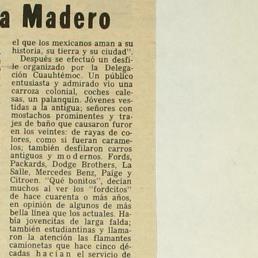 a Madero
el que los mexicanos aman a su
historia, su tierra y su ciudad".
Después se efectuó un desfi-
le organizado por la Delega-
ción Cuauhtémoc. Un público
entusiasta y admirado vio una
carroza colonial, coches cale-
sas, un palanquín. Jóvenes ves-
tidas a la antigua; señores con
mostachos prominentes y tra-
jes de baño que causaron furor
en los veintes: de rayas de co-
lores, como si fueran carame-
los; también desfilaron carros
antiguos y modernos. Fords,
Packards, Dodge Brothers, La
Salle, Mercedes Benz, Paige y
Citroen. "Qué bonitos", decían
muchos al ver los "fordcitos"
de hace cuarenta o más años,
en opinión de algunos de más
bella línea que los actuales. Ha-
bía jovencitas de larga falda;
también estudiantinas y llama-
ron la atención las flamantes
camionetas que hace cinco dé-
cadas hacían el servicio de